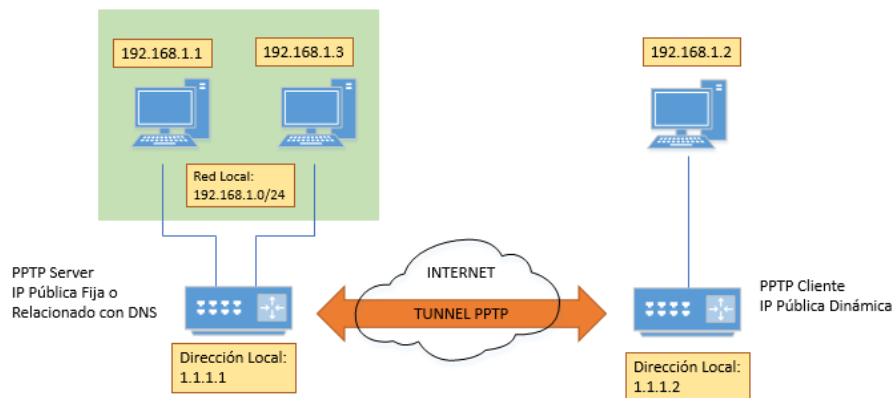 192.168.1.1
192.168.1.3
192.168.1.2
Red Local:
192.168.1.0/24
PPTP Server
IP Pública Fija o
Relacionado con DNS
INTERNET
TUNNEL PPTP
PPTP Cliente
IP Pública Dinámica
Dirección Local:
1.1.1.1
Dirección Local:
1.1.1.2